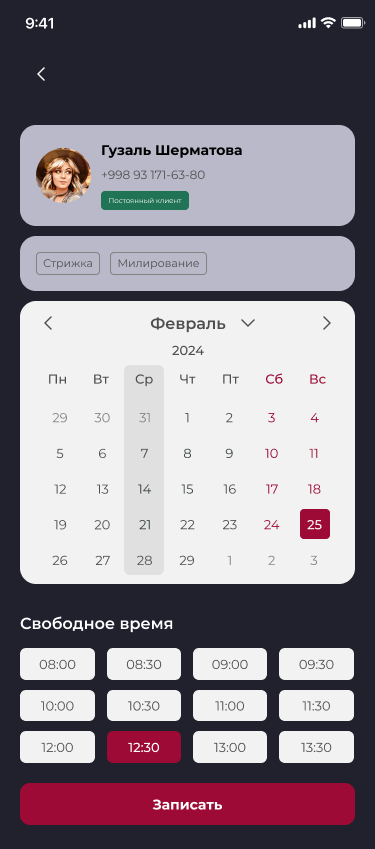 9:41
Гузаль Шерматова
+998 93 171-63-80
Постоянный клиент
Стрижка Милирование
Февраль
2024
Пн Вт Ср Чт Пт Сб Вс
29 30 31 1 2 3 4
5 6 7 8 9 10 11
12 13 14 15 16 17 18
19 20 21 22 23 24 25
26 27 28 29 1 2 3
Свободное время
08:00 08:30 09:00 09:30
10:00 10:30 11:00 11:30
12:00 12:30 13:00 13:30
Записать